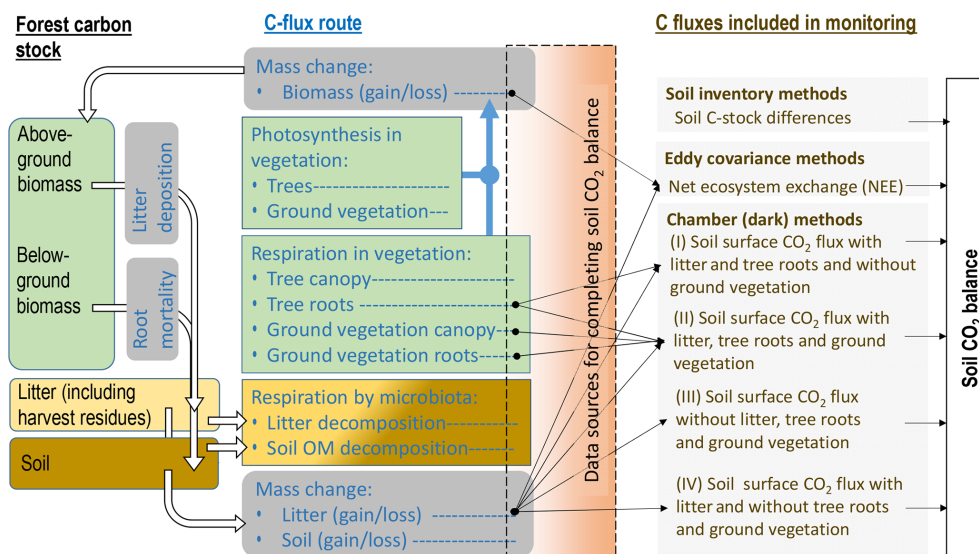 Forest carbon
stock
C-flux route
C fluxes included in monitoring
Mass change:
• Biomass (gain/loss)
Above-
ground
biomass
Below-
ground
biomass
Litter
deposition
Root
mortality
Photosynthesis in
vegetation:
• Trees
• Ground vegetation
Respiration in vegetation:
• Tree canopy
• Tree roots
• Ground vegetation canopy
• Ground vegetation roots
Litter (including
harvest residues)
Soil
Respiration by microbiota:
• Litter decomposition
• Soil OM decomposition
Mass change:
• Litter (gain/loss)
• Soil (gain/loss)
Data sources for completing soil CO₂ balance
Soil inventory methods
Soil C-stock differences
Eddy covariance methods
Net ecosystem exchange (NEE)
Chamber (dark) methods
(I) Soil surface CO₂ flux with
litter and tree roots and without
ground vegetation
(II) Soil surface CO₂ flux with
litter, tree roots and ground
vegetation
(III) Soil surface CO₂ flux
without litter, tree roots
and ground vegetation
(IV) Soil surface CO₂ flux with
litter and without tree roots
and ground vegetation
Soil CO₂ balance